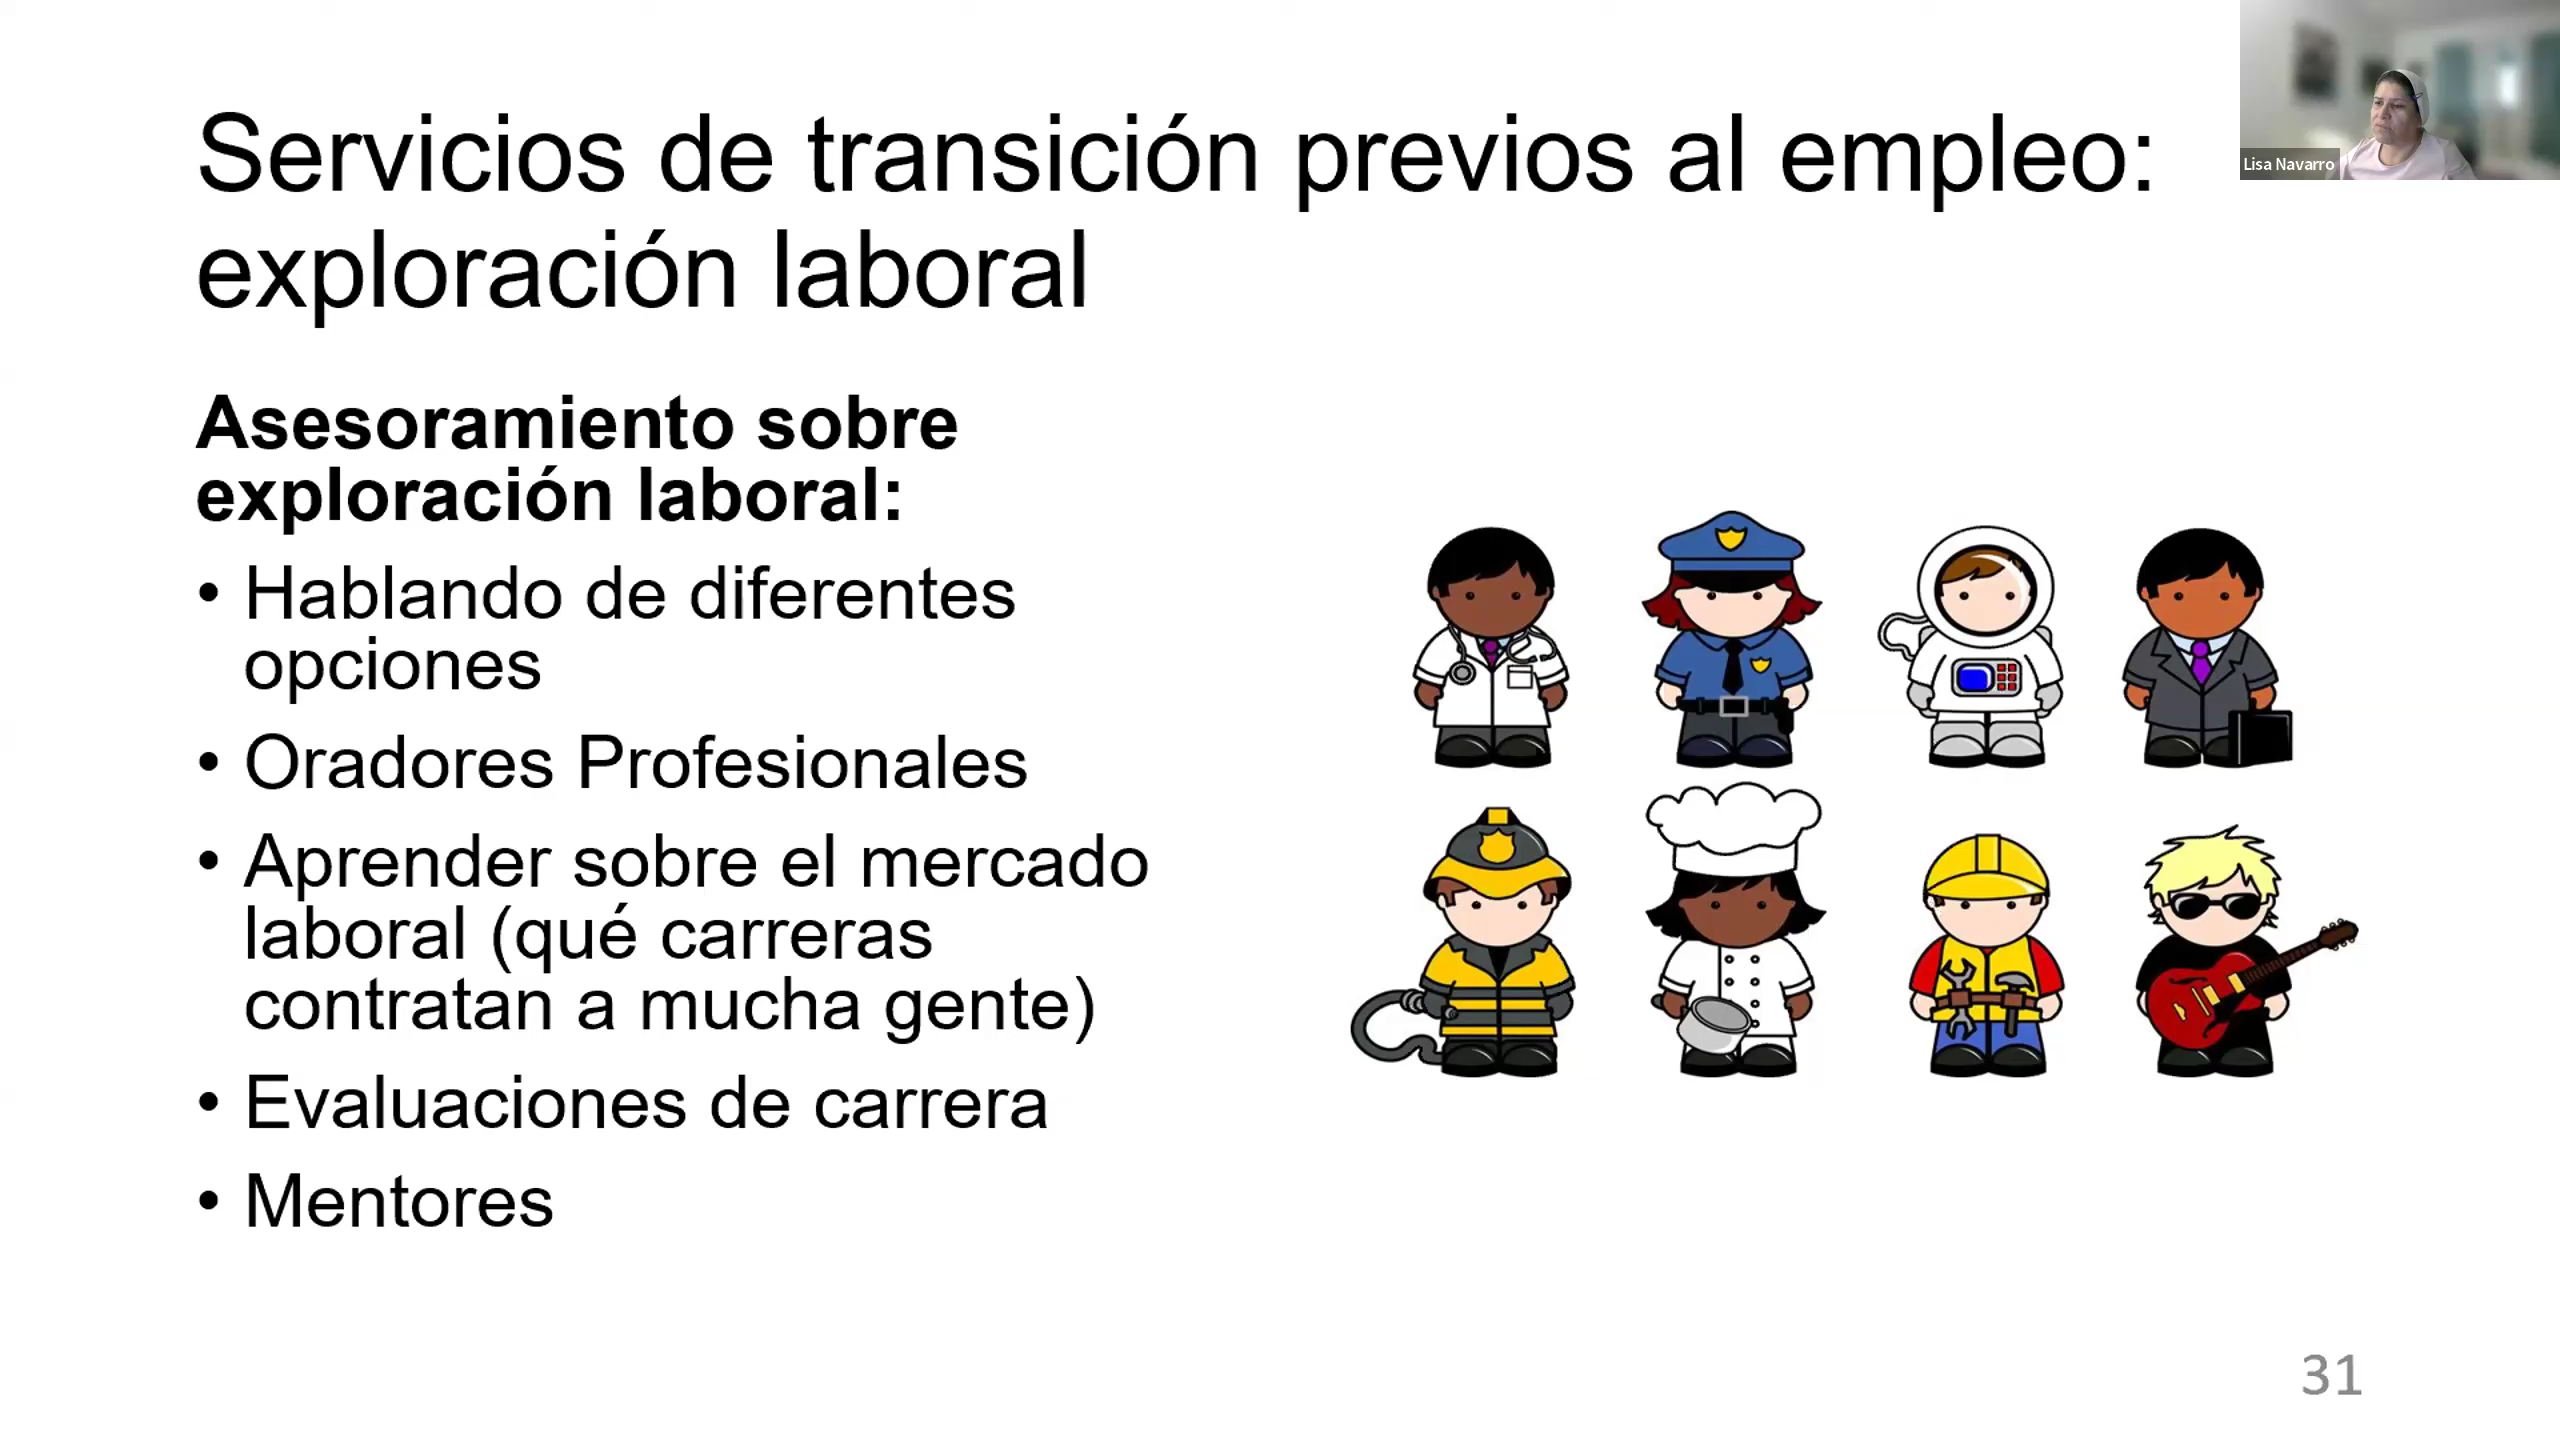 Servicios de transición previos al empleo:
exploración laboral
Lisa Navarro
Asesoramiento sobre
exploración laboral:
• Hablando de diferentes
opciones
• Oradores Profesionales
• Aprender sobre el mercado
laboral (qué carreras
contratan a mucha gente)
• Evaluaciones de carrera
• Mentores
31